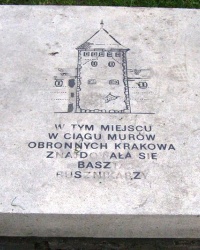 W TYM MIEJSCU
W CIĄGU MURÓW
OBRONNYCH KRAKOWA
ZNAJDOWAŁA SIĘ
BASZTA
RUSZNIKARZY